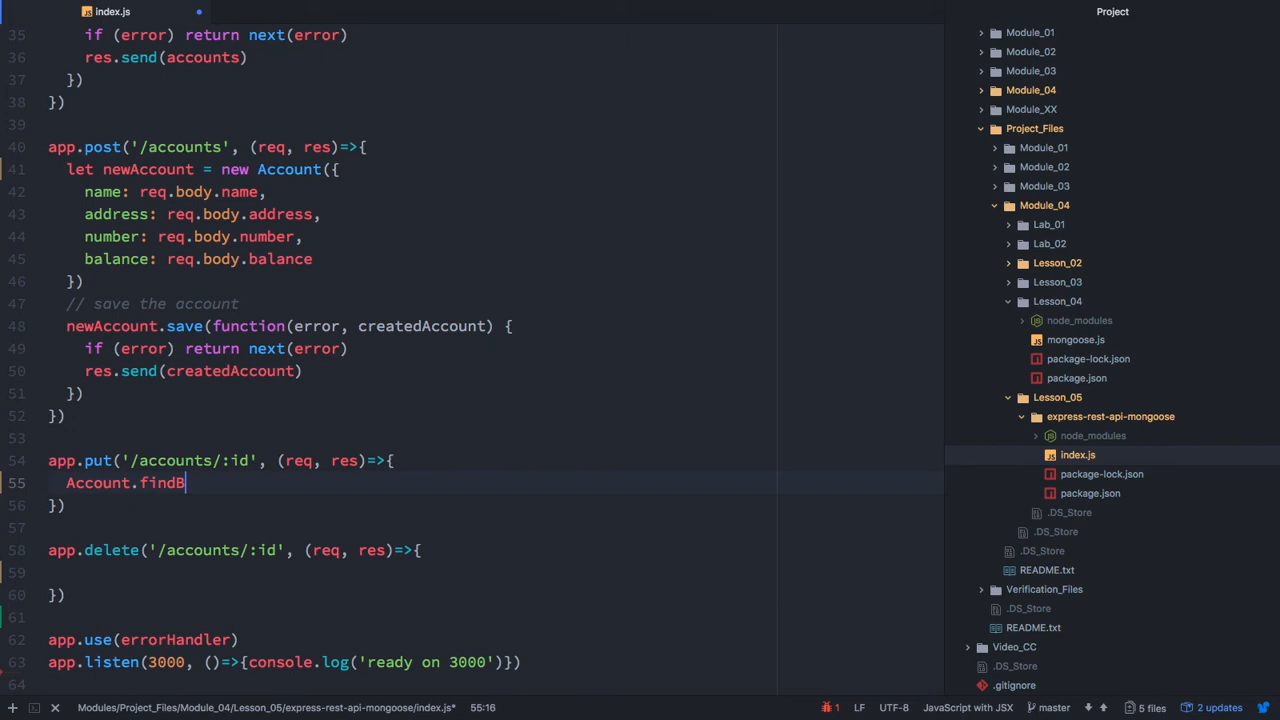 index.js
35 if (error) return next(error)
36 res.send(accounts)
37 })
38 })
39
40 app.post('/accounts', (req, res)=>{
41 let newAccount = new Account({
42 name: req.body.name,
43 address: req.body.address,
44 number: req.body.number,
45 balance: req.body.balance
46 })
47 // save the account
48 newAccount.save(function(error, createdAccount) {
49 if (error) return next(error)
50 res.send(createdAccount)
51 })
52 })
53
54 app.put('/accounts/:id', (req, res)=>{
55 Account.findB
56 })
57
58 app.delete('/accounts/:id', (req, res)=>{
59
60 })
61
62 app.use(errorHandler)
63 app.listen(3000, ()=>{console.log('ready on 3000')})
64
Project
Module_01
Module_02
Module_03
Module_04
Module_XX
Project_Files
Module_01
Module_02
Module_03
Module_04
Lab_01
Lab_02
Lesson_02
Lesson_03
Lesson_04
node_modules
mongoose.js
package-lock.json
package.json
Lesson_05
express-rest-api-mongoose
node_modules
index.js
package-lock.json
package.json
.DS_Store
.DS_Store
.DS_Store
README.txt
Verification_Files
.DS_Store
README.txt
Video_CC
.DS_Store
.gitignore
Modules/Project_Files/Module_04/Lesson_05/express-rest-api-mongoose/index.js* 55:16 1 LF UTF-8 JavaScript with JSX master 5 files 2 updates